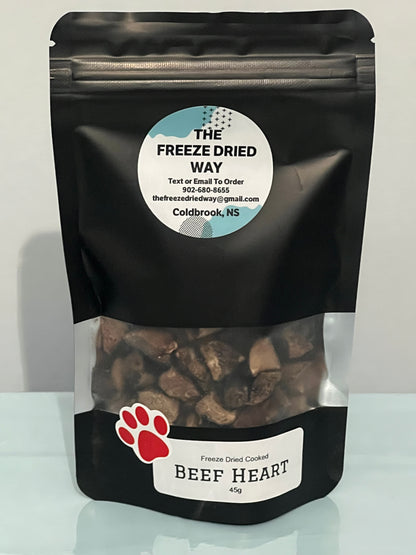 THE
FREEZE DRIED
WAY
Text or Email To Order
902-680-8655
thefreezedriedway@gmail.com
Coldbrook, NS
Freeze Dried Cooked
BEEF HEART
45g